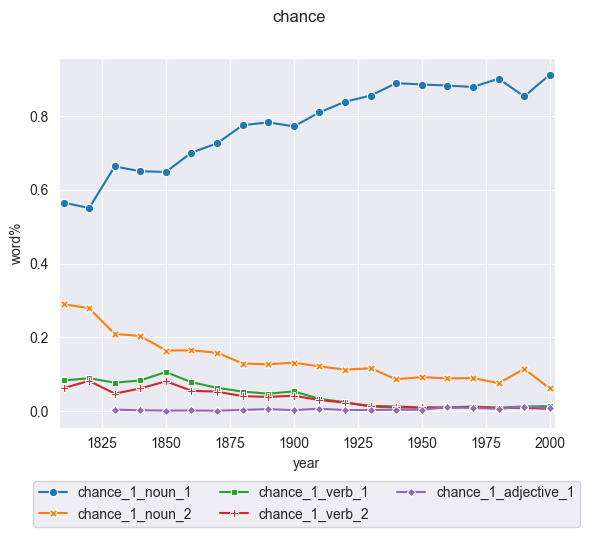 chance
0.8
0.6
0.4
0.2
0.0
word%
1825 1850 1875 1900 1925 1950 1975 2000
year
chance_1_noun_1 chance_1_verb_1 chance_1_adjective_1
chance_1_noun_2 chance_1_verb_2